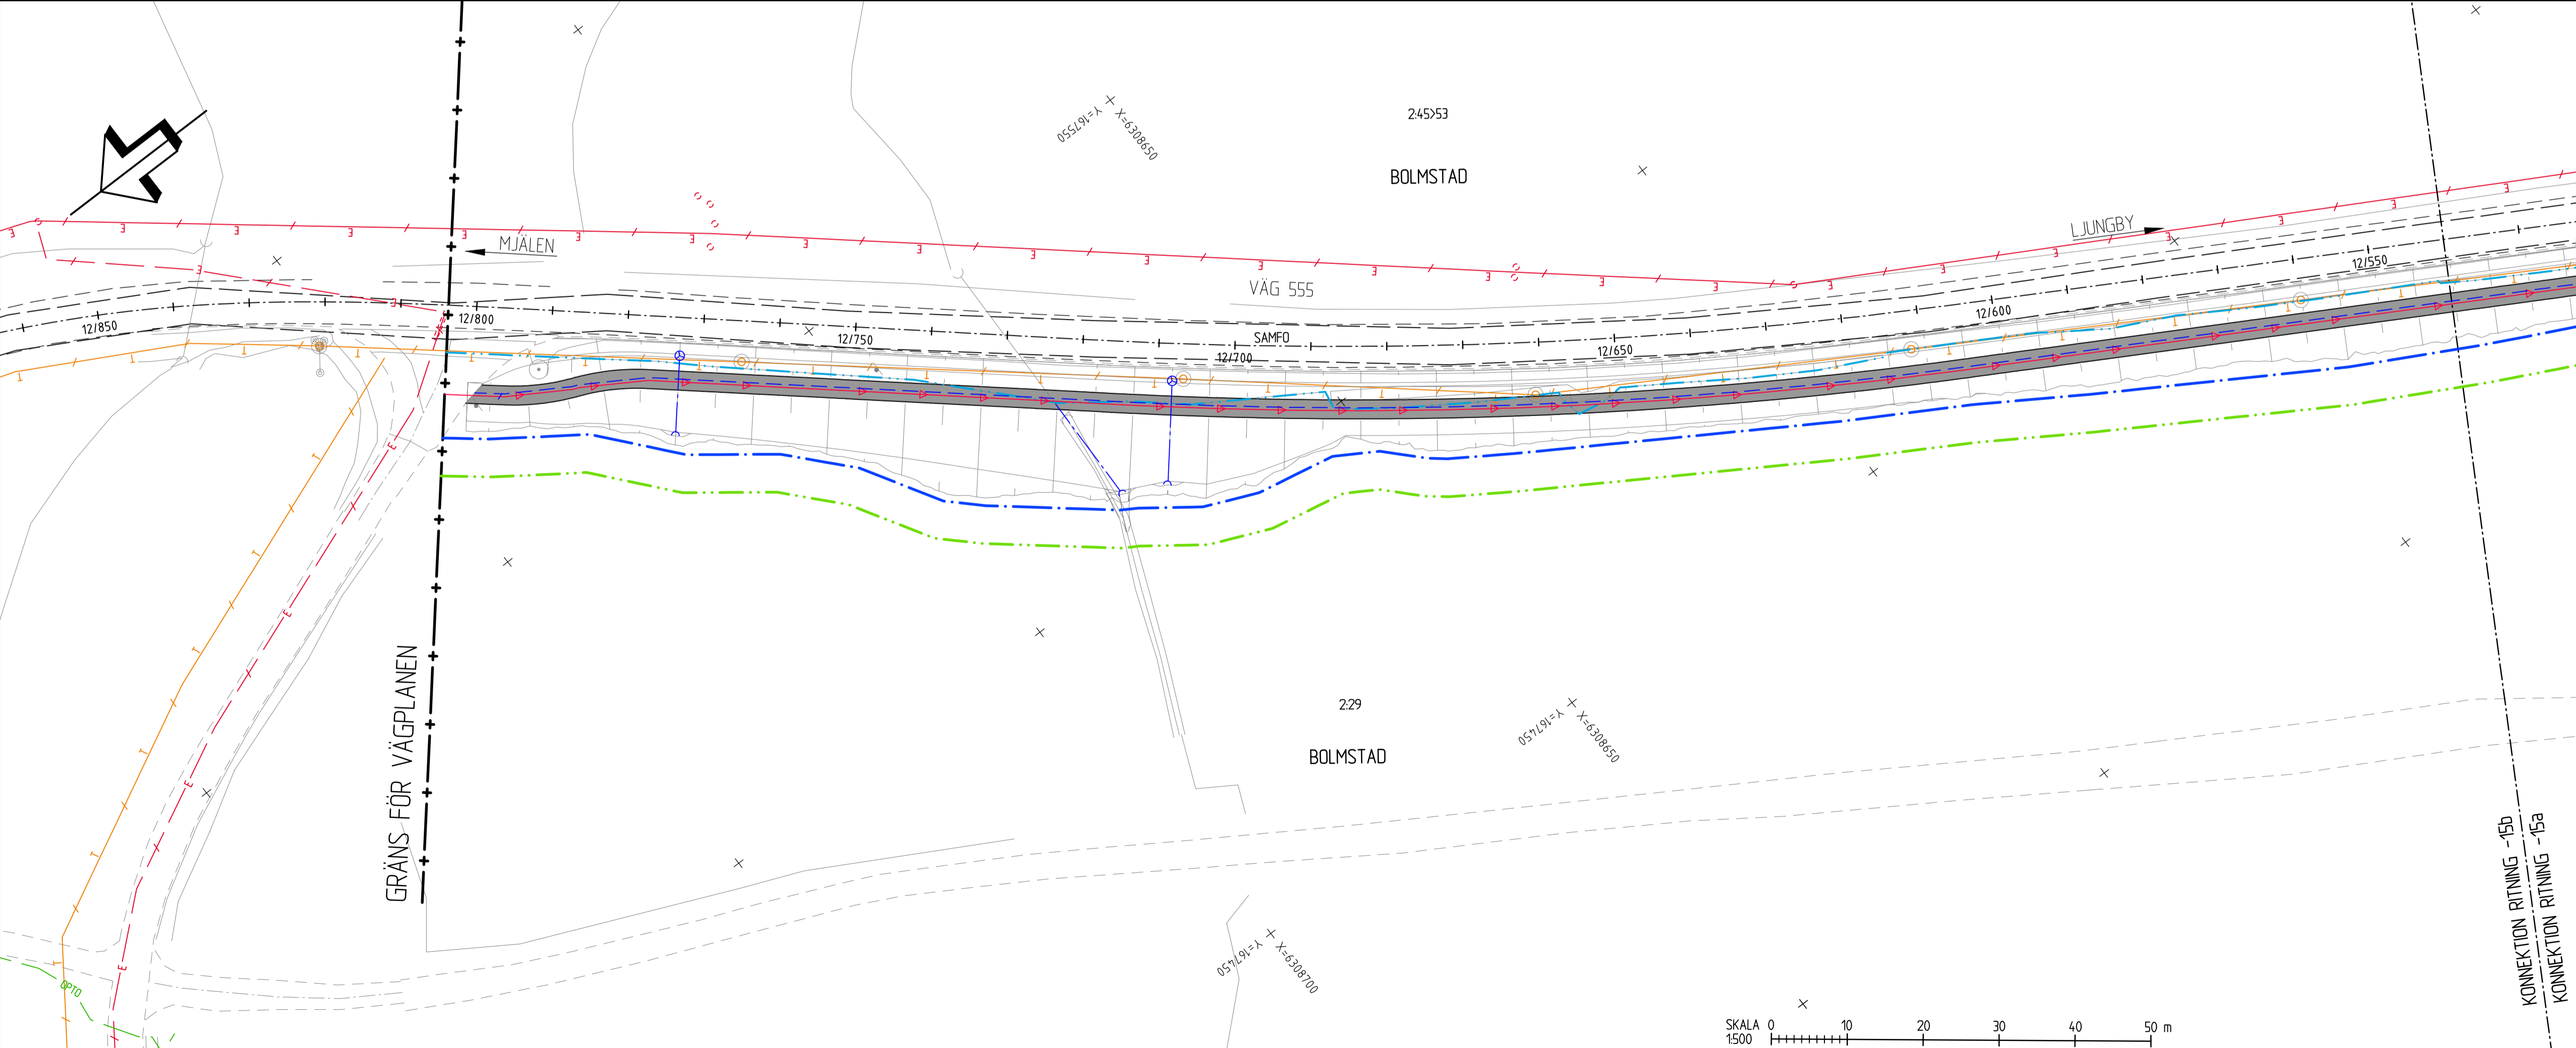 2:45>53
BOLMSTAD
Y=167550
X=6308650
LJUNGBY
MJÄLEN
VÄG 555
SAMFO
12/850
12/800
12/750
12/700
12/650
12/600
12/550
GRÄNS FÖR VÄGPLANEN
2:29
BOLMSTAD
Y=167450
X=6308650
Y=167450
X=6308700
OPTO
KONNEKTION RITNING -15b
KONNEKTION RITNING -15a
SKALA 0 10 20 30 40 50 m
1:500